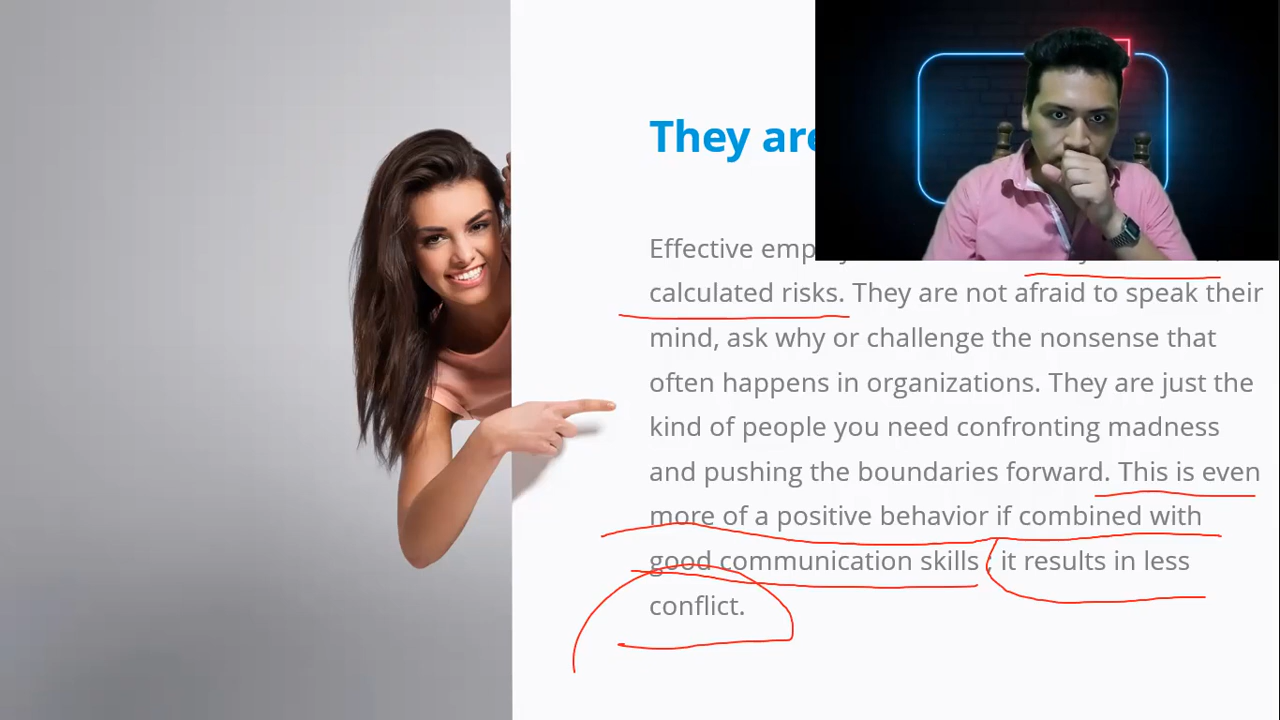 They are
Effective
calculated risks. They are not afraid to speak their
mind, ask why or challenge the nonsense that
often happens in organizations. They are just the
kind of people you need confronting madness
and pushing the boundaries forward. This is even
more of a positive behavior if combined with
good communication skills ; it results in less
conflict.